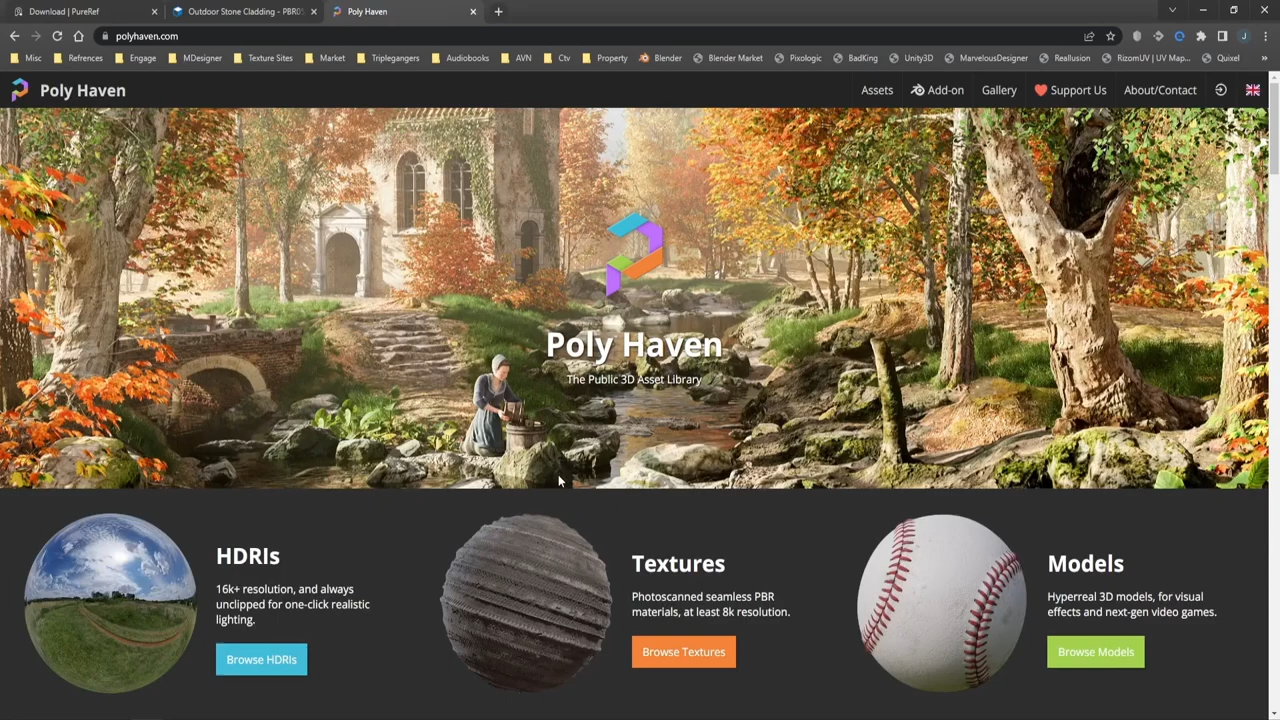 Download | PureRef
Outdoor Stone Cladding - PBR0
Poly Haven
polyhaven.com
Misc
Refrences
Engage
MDesigner
Texture Sites
Market
Triplegangers
Audiobooks
AVN
Ctv
Property
Blender
Blender Market
Pixologic
BadKing
Unity3D
MarvelousDesigner
Reallusion
RizomUV | UV Map...
Quixel
»
Poly Haven
Assets
Add-on
Gallery
Support Us
About/Contact
Poly Haven
The Public 3D Asset Library
HDRIs
16k+ resolution, and always
unclipped for one-click realistic
lighting.
Browse HDRIs
Textures
Photoscanned seamless PBR
materials, at least 8k resolution.
Browse Textures
Models
Hyperreal 3D models, for visual
effects and next-gen video games.
Browse Models